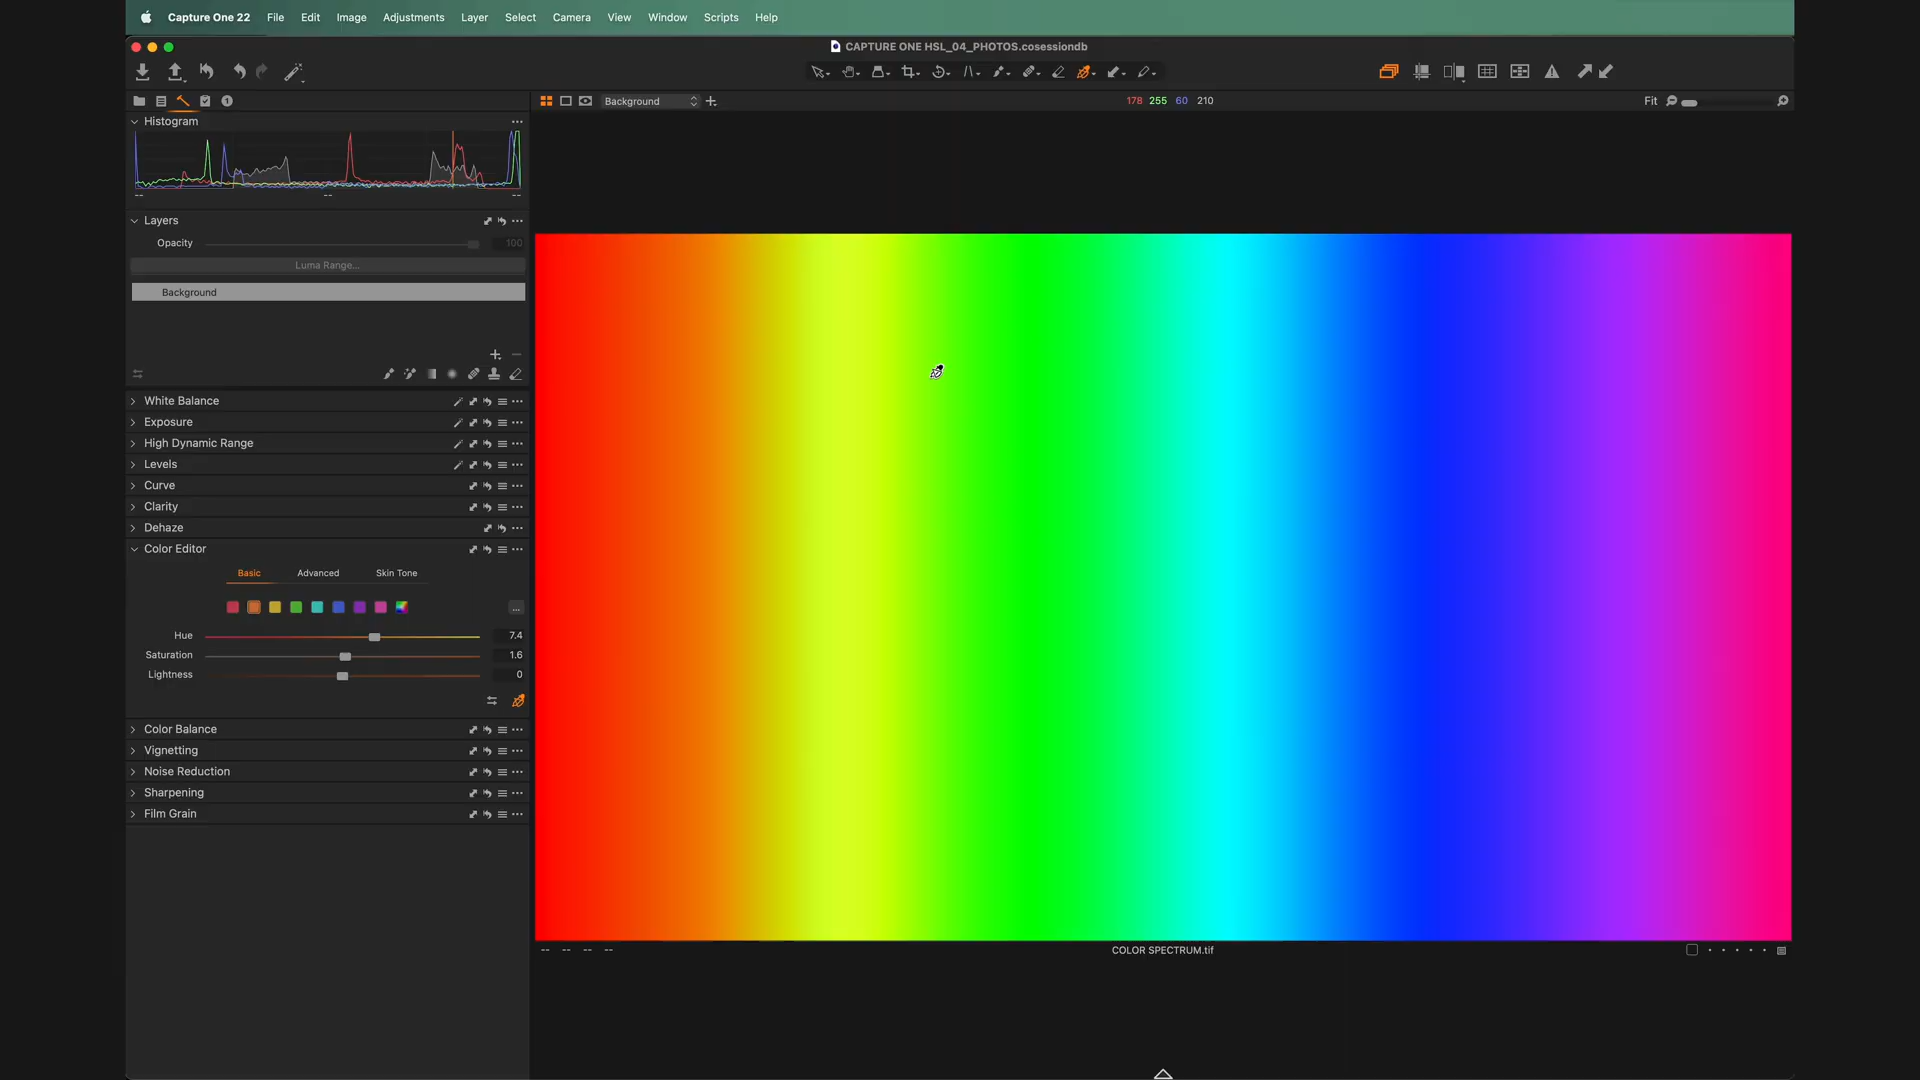 Capture One 22 File Edit Image Adjustments Layer Select Camera View Window Scripts Help
CAPTURE ONE HSL_04_PHOTOS.cosessiondb
1
Background
178 255 60 210
Fit
Histogram
-- -- --
Layers
Opacity 100
Luma Range...
Background
White Balance
Exposure
High Dynamic Range
Levels
Curve
Clarity
Dehaze
Color Editor
Basic Advanced Skin Tone
Hue 7.4
Saturation 1.6
Lightness 0
Color Balance
Vignetting
Noise Reduction
Sharpening
Film Grain
-- -- -- --
COLOR SPECTRUM.tif